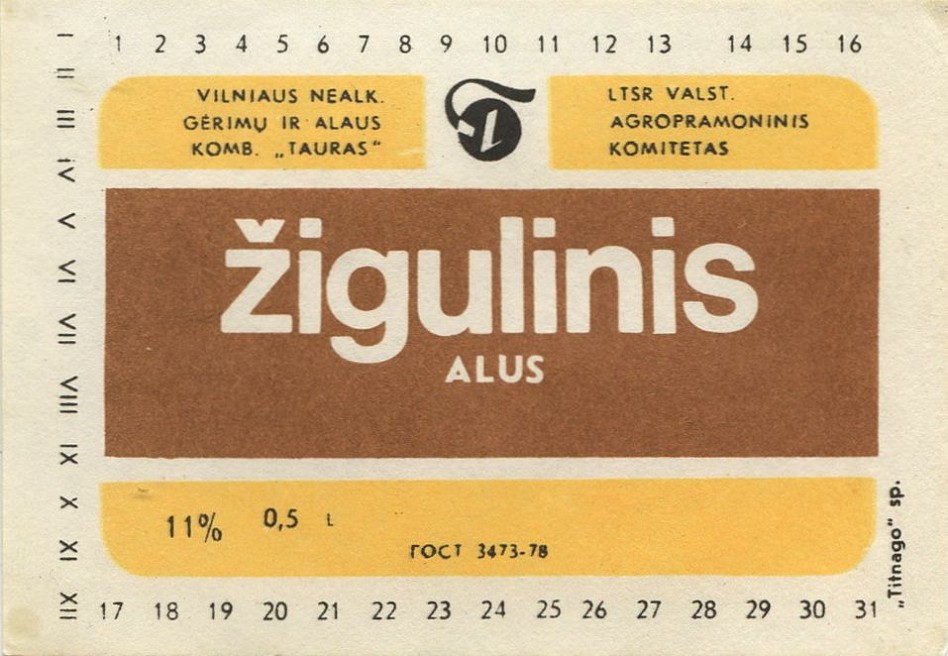 1 2 3 4 5 6 7 8 9 10 11 12 13 14 15 16
I
II
III
IV
V
VI
VII
VIII
IX
X
XI
XII
VILNIAUS NEALK.
GĖRIMŲ IR ALAUS
KOMB. „TAURAS“
LTSR VALST.
AGROPRAMONINIS
KOMITETAS
žigulinis
ALUS
11% 0,5 L
ГОСТ 3473-78
„Titnago“ sp.
17 18 19 20 21 22 23 24 25 26 27 28 29 30 31